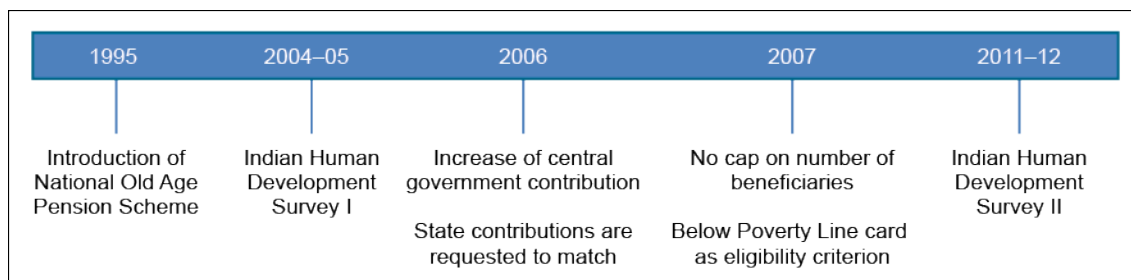 1995
2004–05
2006
2007
2011–12
Introduction of
National Old Age
Pension Scheme
Indian Human
Development
Survey I
Increase of central
government contribution
State contributions are
requested to match
No cap on number of
beneficiaries
Below Poverty Line card
as eligibility criterion
Indian Human
Development
Survey II